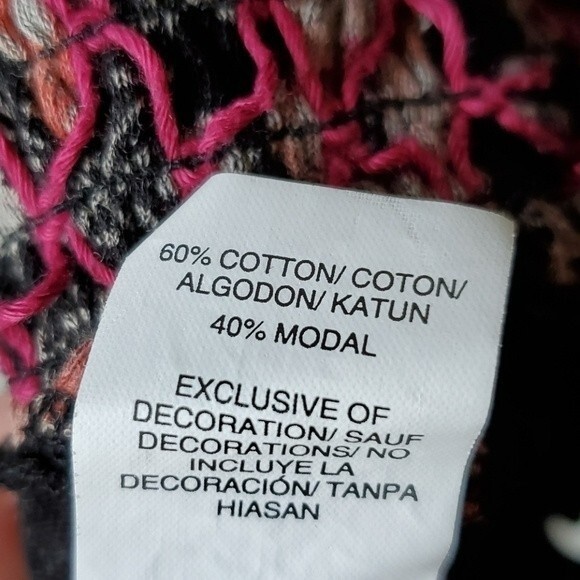 60% COTTON/ COTON/
ALGODON/ KATUN
40% MODAL
EXCLUSIVE OF
DECORATION/ SAUF
DECORATIONS/ NO
INCLUYE LA
DECORACIÓN/ TANPA
HIASAN